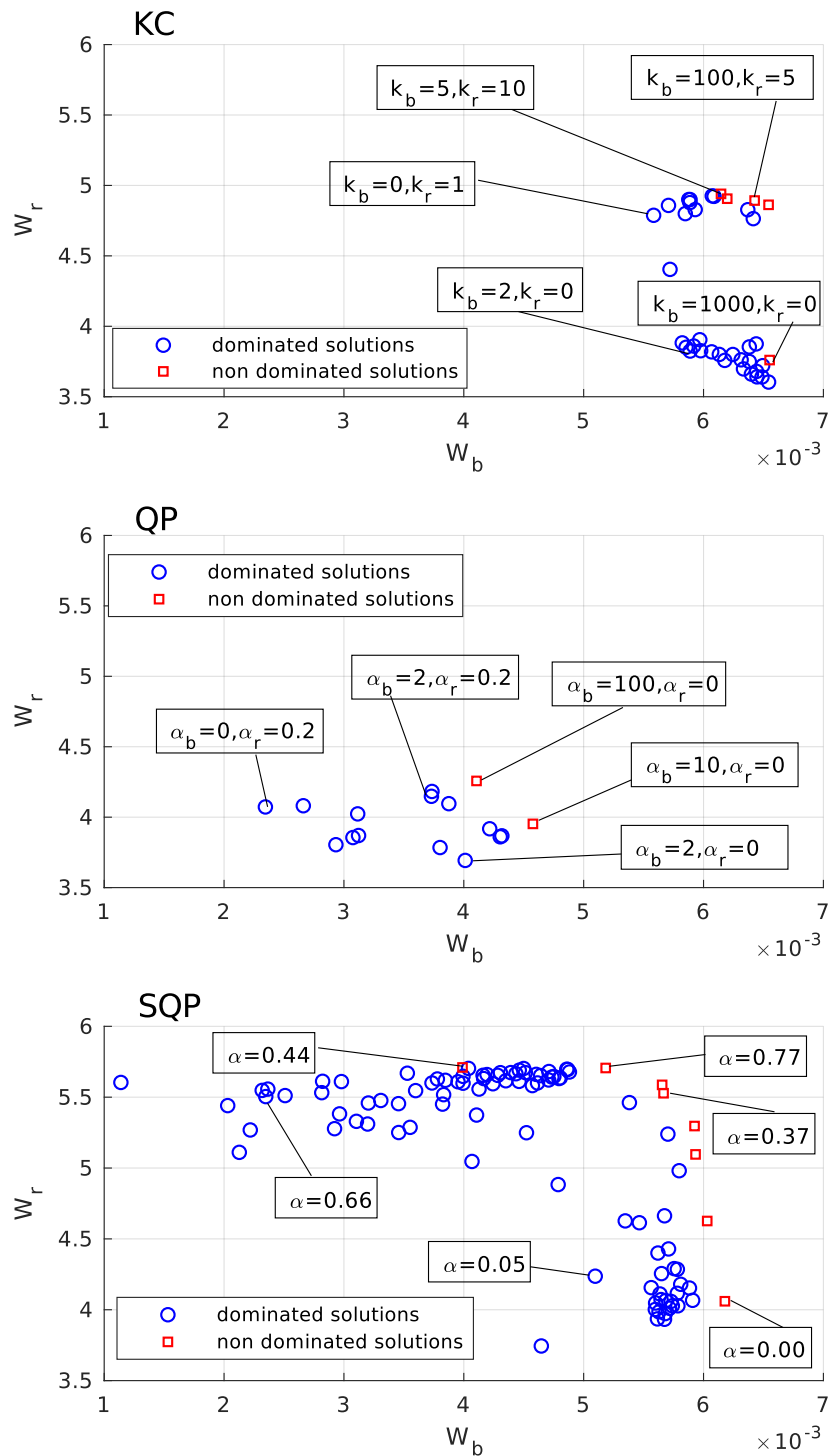 KC
6
5.5
5
4.5
4
3.5
W_r
k_b=5,k_r=10
k_b=100,k_r=5
k_b=0,k_r=1
k_b=2,k_r=0
k_b=1000,k_r=0
dominated solutions
non dominated solutions
1 2 3 4 5 6 7
W_b
×10^-3
QP
6
5.5
5
4.5
4
3.5
W_r
dominated solutions
non dominated solutions
α_b=2,α_r=0.2
α_b=100,α_r=0
α_b=0,α_r=0.2
α_b=10,α_r=0
α_b=2,α_r=0
1 2 3 4 5 6 7
W_b
×10^-3
SQP
6
5.5
5
4.5
4
3.5
W_r
α=0.44
α=0.77
α=0.37
α=0.66
α=0.05
α=0.00
dominated solutions
non dominated solutions
1 2 3 4 5 6 7
W_b
×10^-3